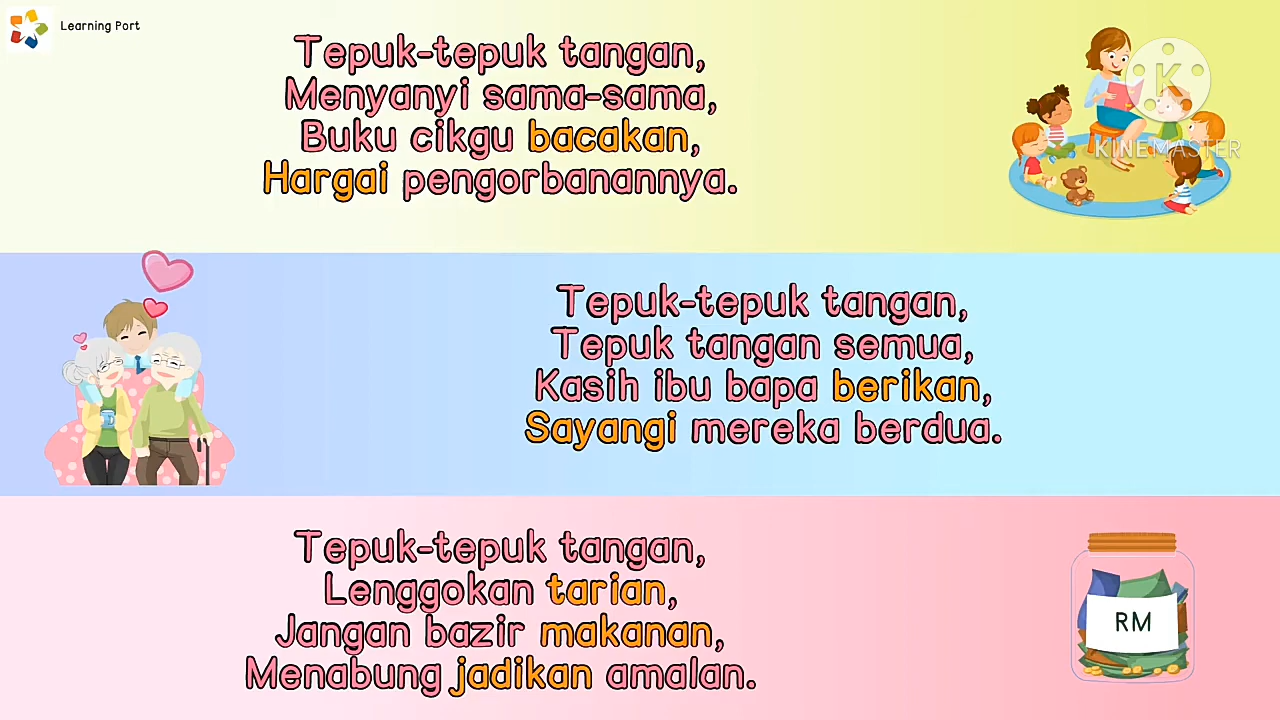 Learning Port
Tepuk-tepuk tangan,
Menyanyi sama-sama,
Buku cikgu bacakan,
Hargai pengorbanannya.
K
KINEMASTER
Tepuk-tepuk tangan,
Tepuk tangan semua,
Kasih ibu bapa berikan,
Sayangi mereka berdua.
Tepuk-tepuk tangan,
Lenggokan tarian,
Jangan bazir makanan,
Menabung jadikan amalan.
RM